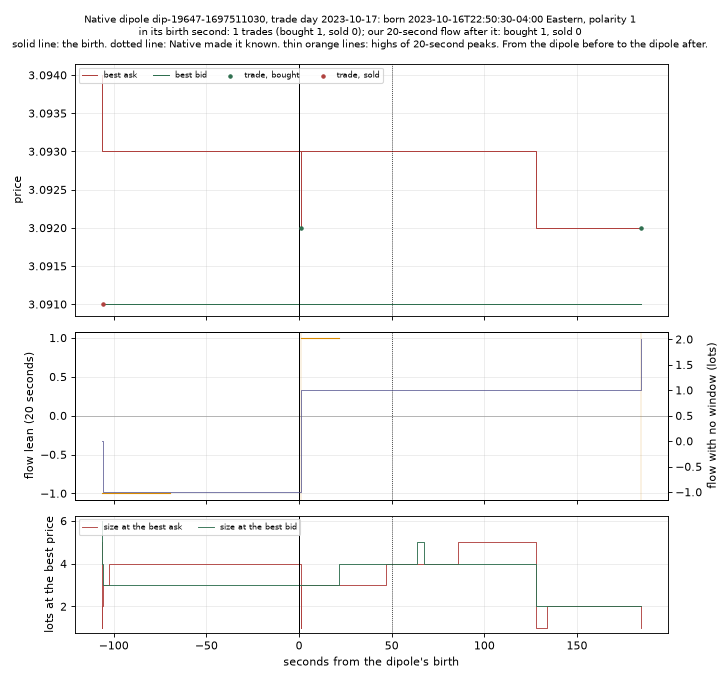 Native dipole dip-19647-1697511030, trade day 2023-10-17: born 2023-10-16T22:50:30-04:00 Eastern, polarity 1
in its birth second: 1 trades (bought 1, sold 0); our 20-second flow after it: bought 1, sold 0
solid line: the birth. dotted line: Native made it known. thin orange lines: highs of 20-second peaks. From the dipole before to the dipole after.
best ask best bid trade, bought trade, sold
3.0940
3.0935
3.0930
3.0925
3.0920
3.0915
3.0910
price
1.0
0.5
0.0
−0.5
−1.0
flow lean (20 seconds)
2.0
1.5
1.0
0.5
0.0
−0.5
−1.0
flow with no window (lots)
size at the best ask size at the best bid
6
4
2
lots at the best price
−100 −50 0 50 100 150
seconds from the dipole's birth